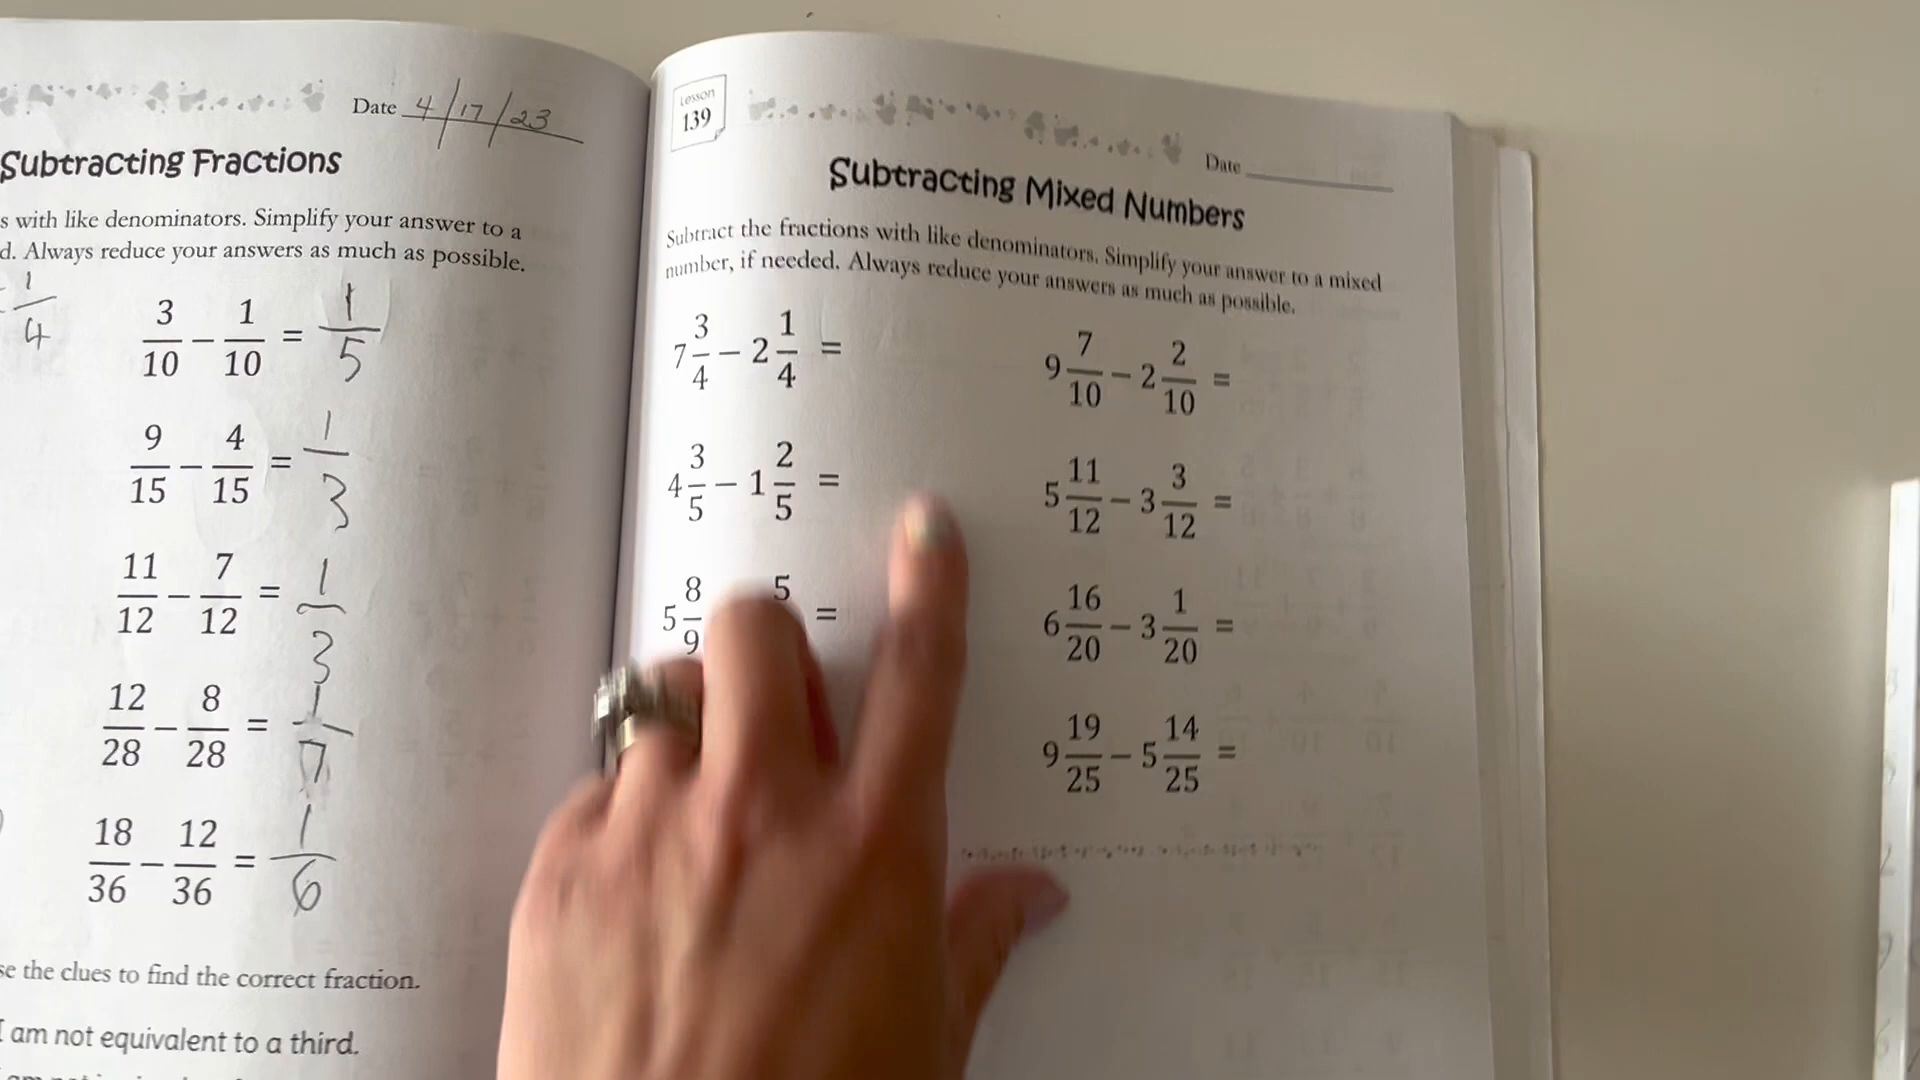 Date 4/17/23
Subtracting Fractions
s with like denominators. Simplify your answer to a
d. Always reduce your answers as much as possible.
1/4
3/10 − 1/10 = 1/5
9/15 − 4/15 = 1/3
11/12 − 7/12 = 1/3
12/28 − 8/28 = 1/7
18/36 − 12/36 = 1/6
se the clues to find the correct fraction.
I am not equivalent to a third.
Lesson
139
Date
Subtracting Mixed Numbers
Subtract the fractions with like denominators. Simplify your answer to a mixed
number, if needed. Always reduce your answers as much as possible.
7 3/4 − 2 1/4 =
4 3/5 − 1 2/5 =
5 8/9 5 =
9 7/10 − 2 2/10 =
5 11/12 − 3 3/12 =
6 16/20 − 3 1/20 =
9 19/25 − 5 14/25 =